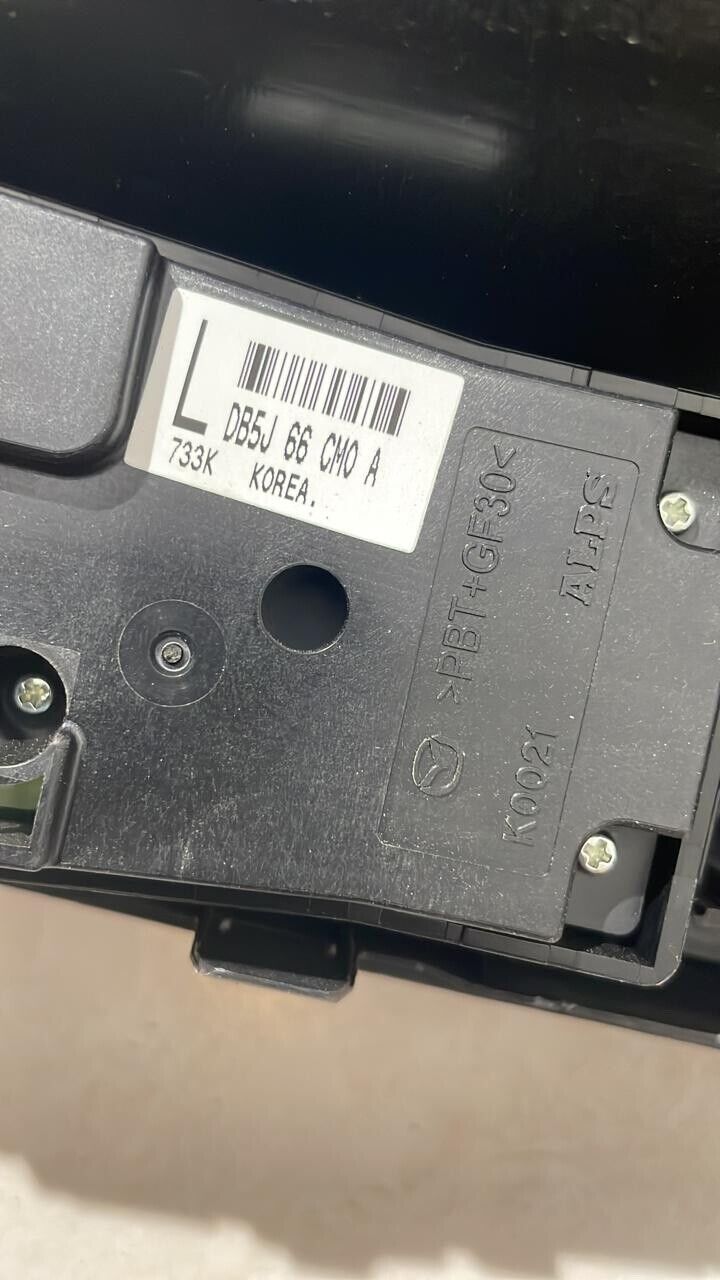 L
DB5J 66 CM0 A
733K KOREA.
>PBT+GF30<
ALPS
K0021